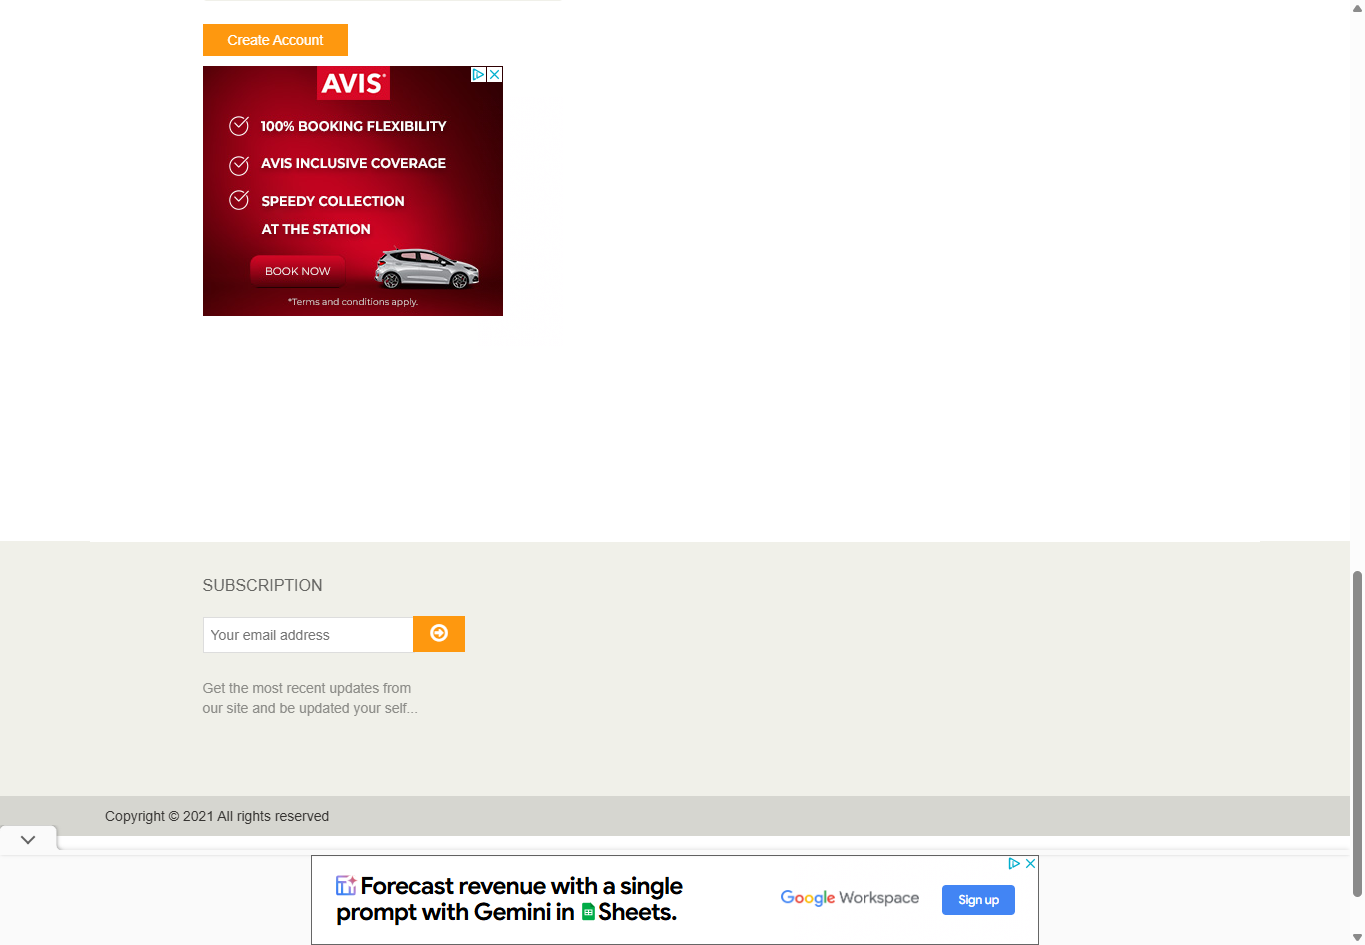 Create Account
AVIS
100% BOOKING FLEXIBILITY
AVIS INCLUSIVE COVERAGE
SPEEDY COLLECTION
AT THE STATION
BOOK NOW
*Terms and conditions apply.
SUBSCRIPTION
Your email address
Get the most recent updates from
our site and be updated your self...
Copyright © 2021 All rights reserved
Forecast revenue with a single
prompt with Gemini in Sheets.
Google Workspace
Sign up